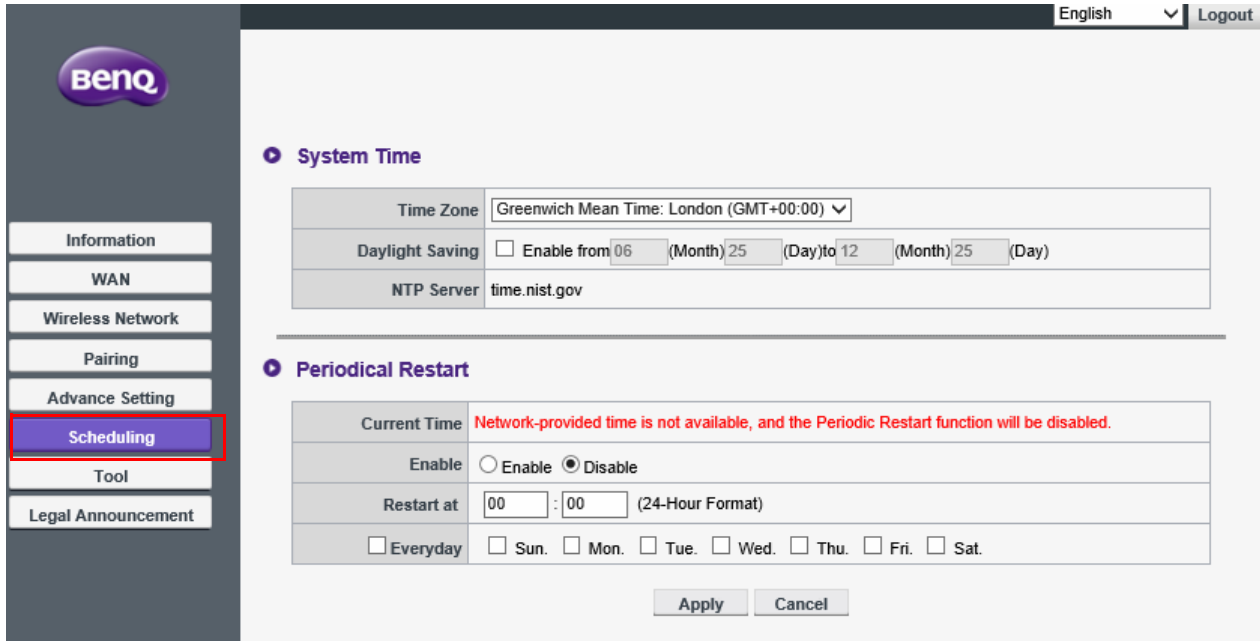 English Logout
BenQ
System Time
Time Zone Greenwich Mean Time: London (GMT+00:00)
Daylight Saving Enable from 06 (Month) 25 (Day)to 12 (Month) 25 (Day)
NTP Server time.nist.gov
Information
WAN
Wireless Network
Pairing
Advance Setting
Scheduling
Tool
Legal Announcement
Periodical Restart
Current Time Network-provided time is not available, and the Periodic Restart function will be disabled.
Enable Enable Disable
Restart at 00 : 00 (24-Hour Format)
Everyday Sun. Mon. Tue. Wed. Thu. Fri. Sat.
Apply Cancel